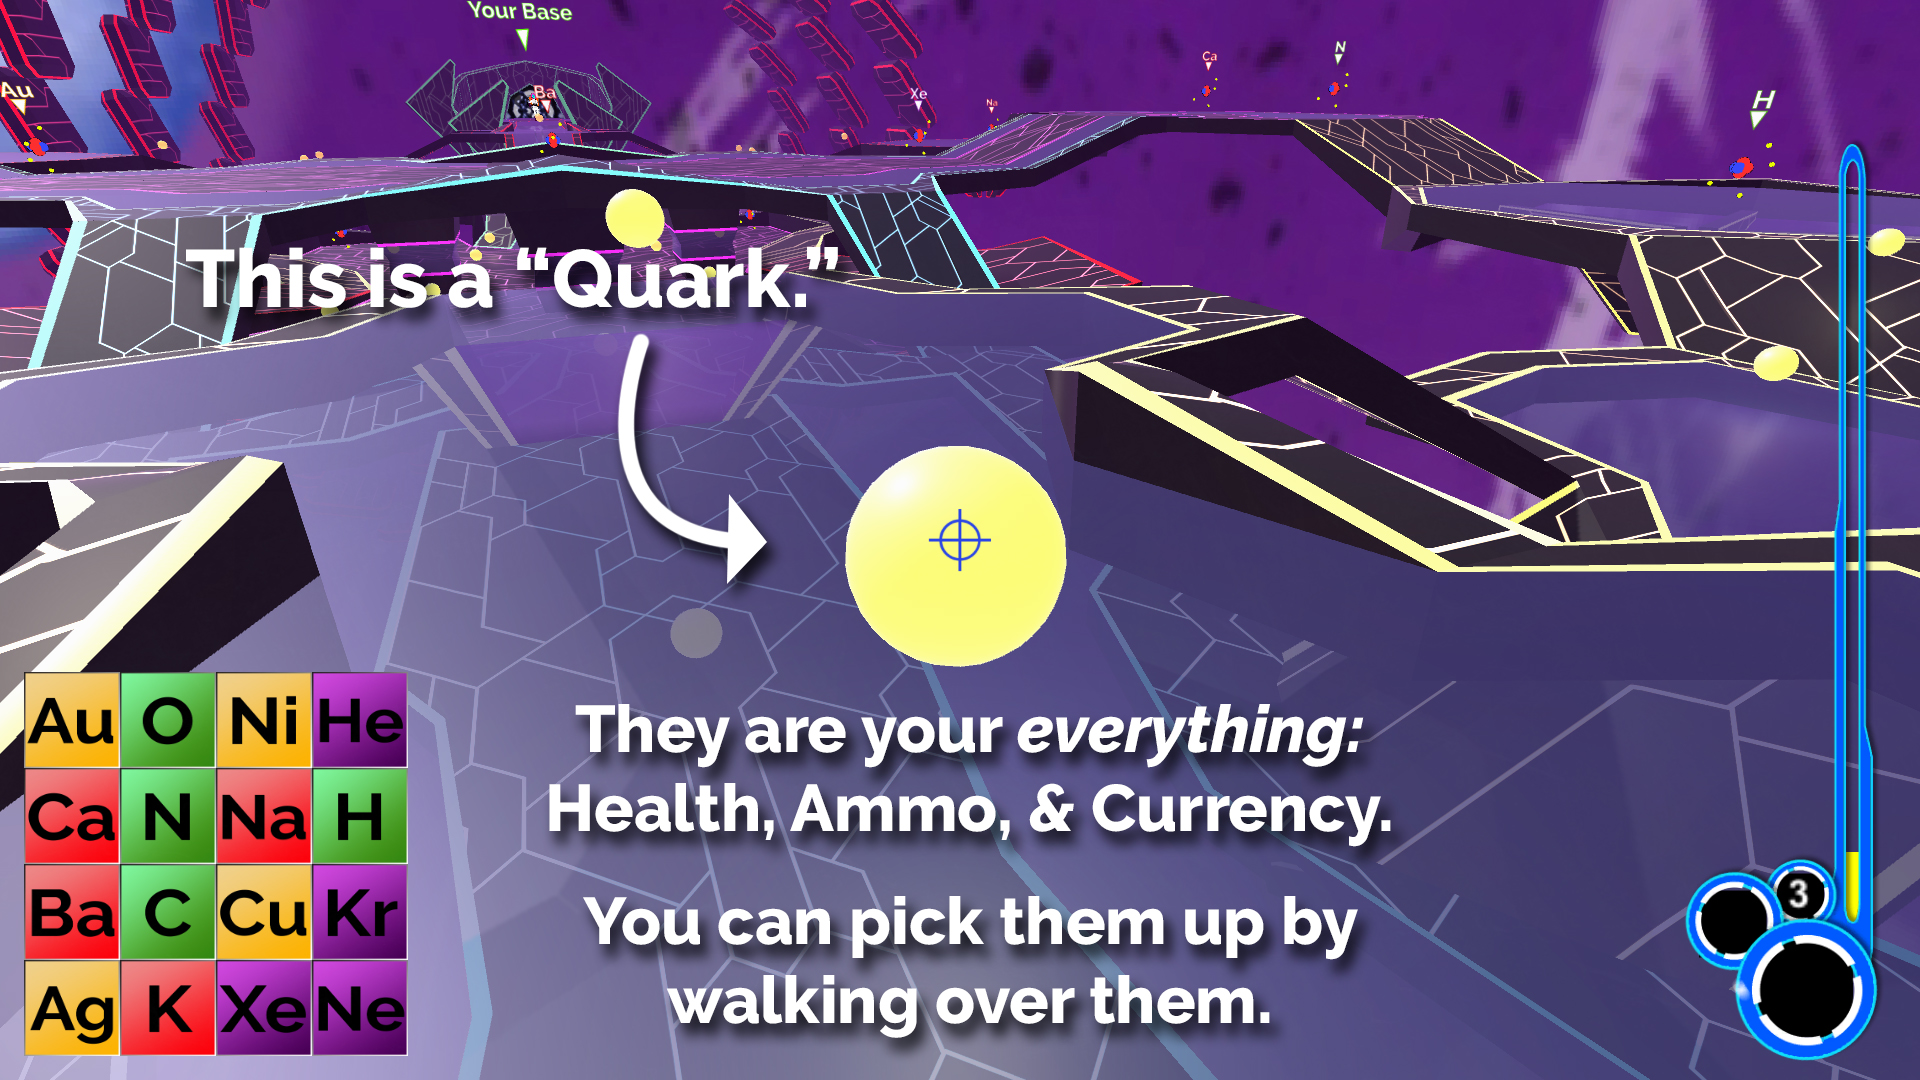 Your Base
Au
Ba
Xe
Na
Ca
N
H
This is a “Quark.”
They are your everything:
Health, Ammo, & Currency.
You can pick them up by
walking over them.
Au O Ni He
Ca N Na H
Ba C Cu Kr
Ag K Xe Ne
3